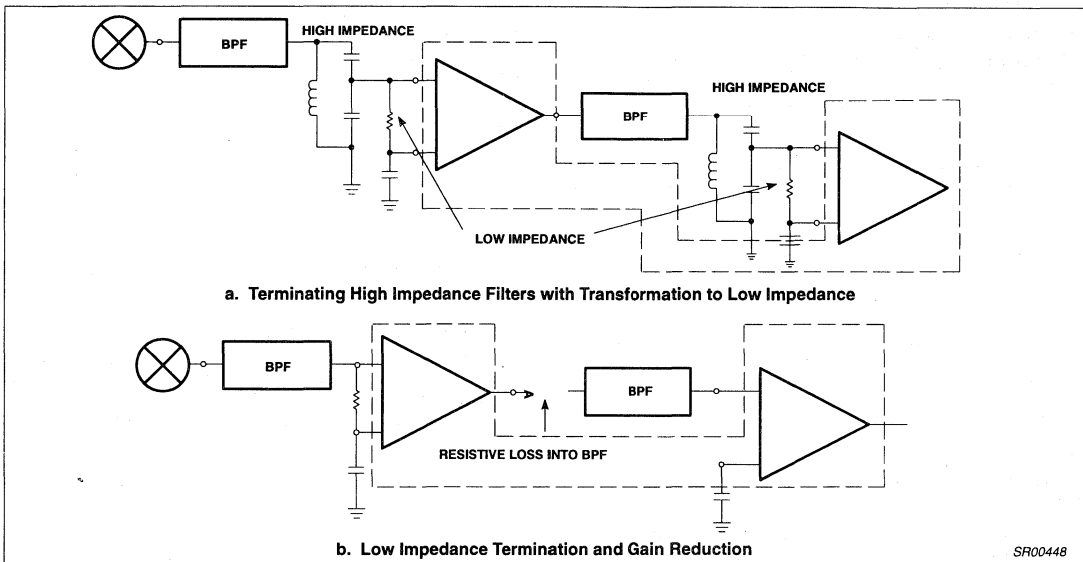 BPF
HIGH IMPEDANCE
BPF
HIGH IMPEDANCE
LOW IMPEDANCE
a. Terminating High Impedance Filters with Transformation to Low Impedance
BPF
BPF
RESISTIVE LOSS INTO BPF
b. Low Impedance Termination and Gain Reduction
SR00448